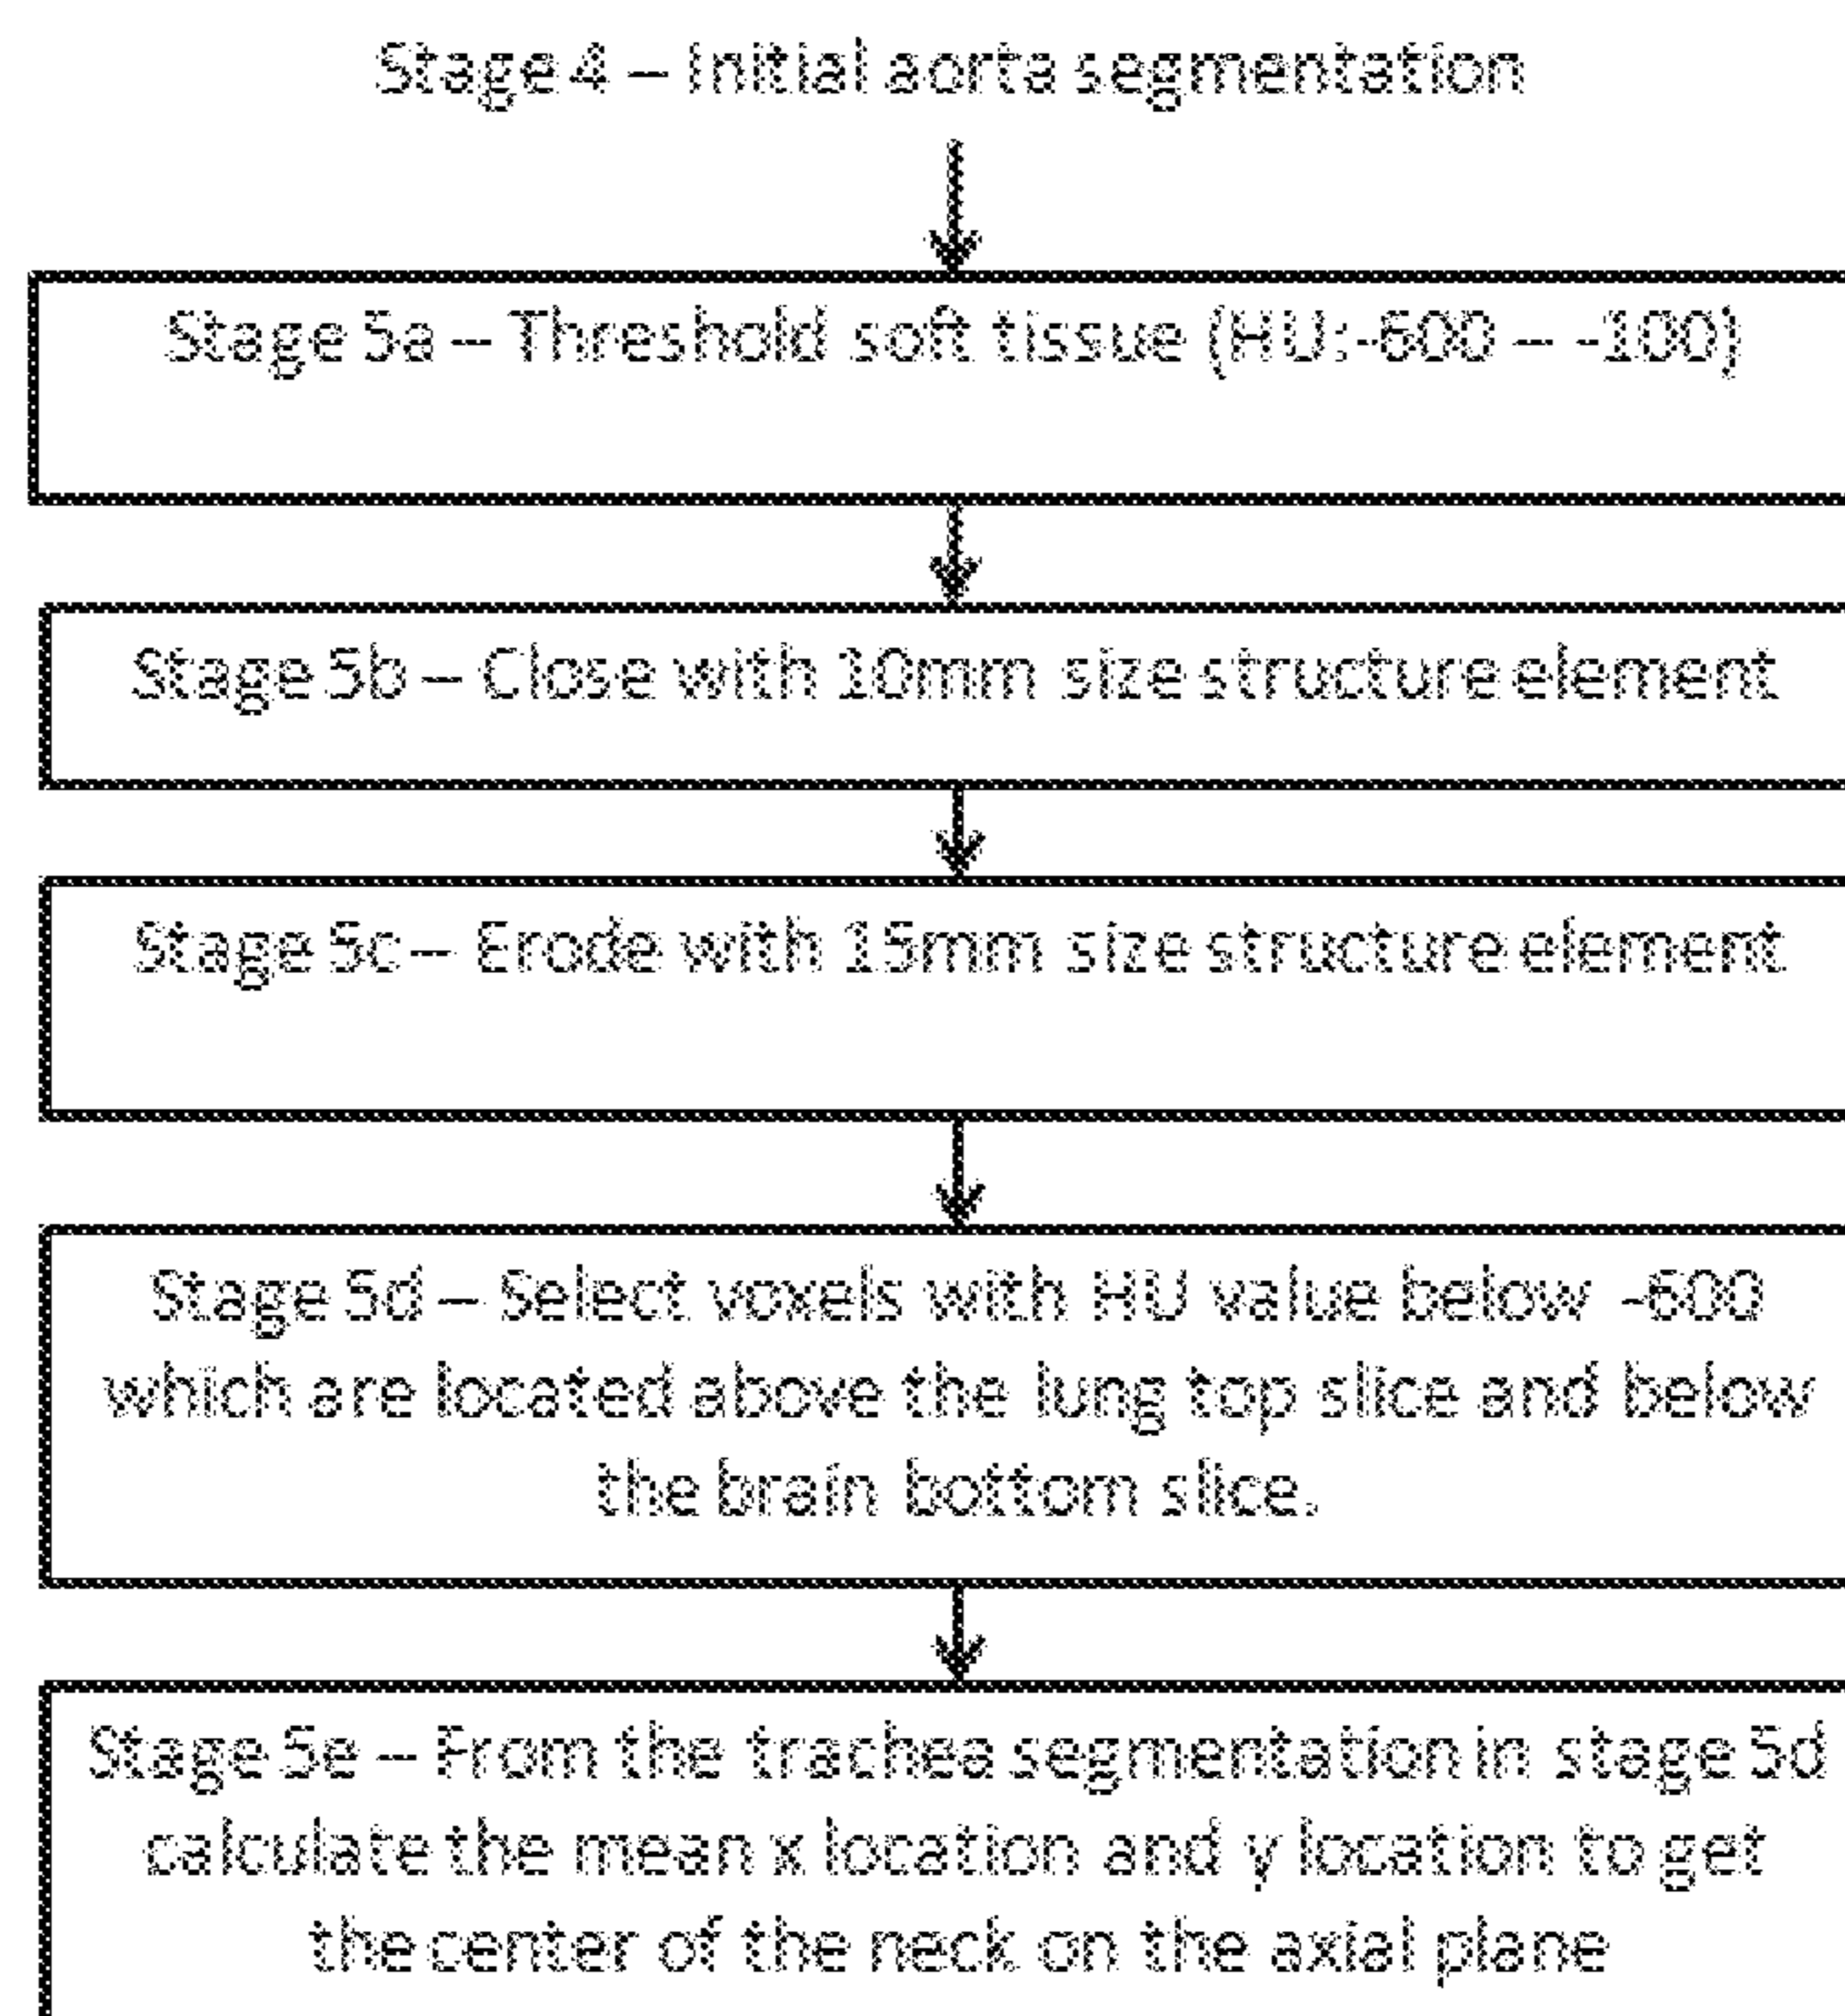 Stage 4 – Initial aorta segmentation
Stage 5a – Threshold soft tissue (HU:-600 – -100)
Stage 5b – Close with 10mm size structure element
Stage 5c – Erode with 15mm size structure element
Stage 5d – Select voxels with HU value below -600
which are located above the lung top slice and below
the brain bottom slice.
Stage 5e – From the trachea segmentation in stage 5d
calculate the mean x location and y location to get
the center of the neck on the axial plane